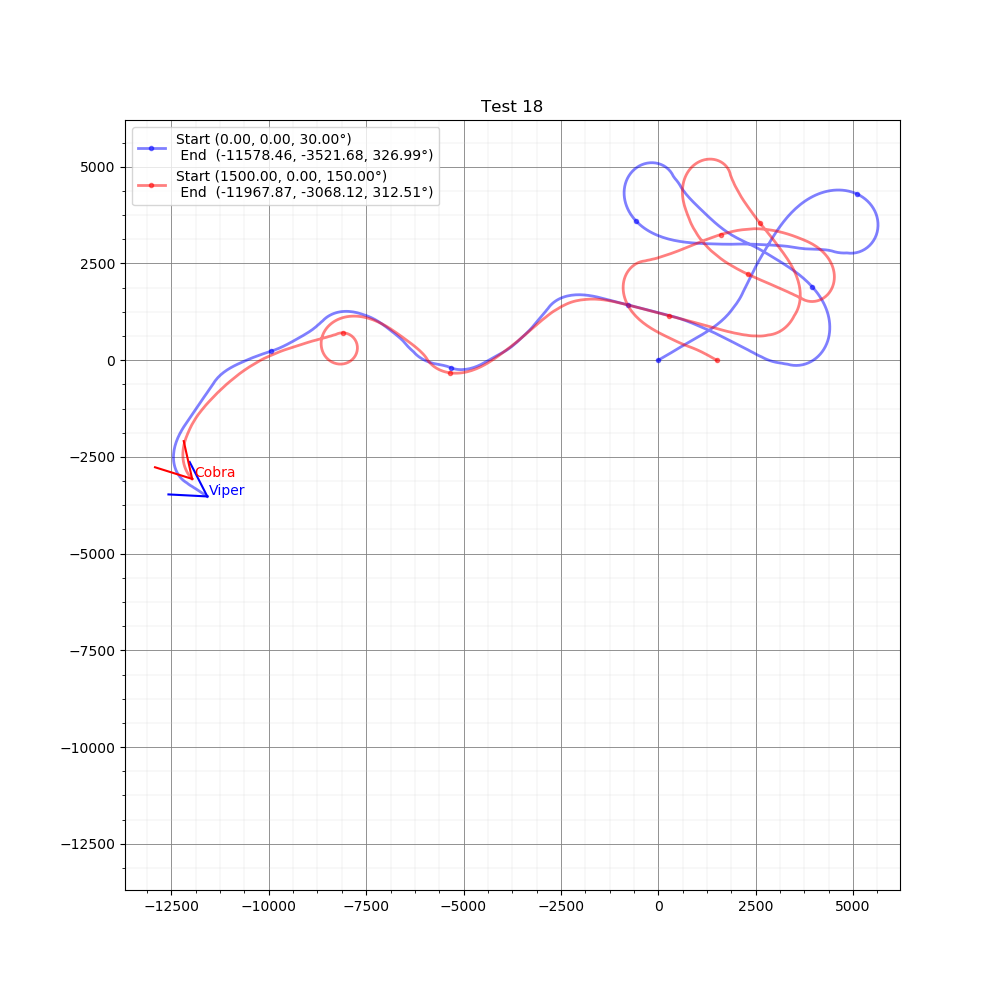 Test 18
Start (0.00, 0.00, 30.00°)
End (-11578.46, -3521.68, 326.99°)
Start (1500.00, 0.00, 150.00°)
End (-11967.87, -3068.12, 312.51°)
5000
2500
0
−2500
−5000
−7500
−10000
−12500
Cobra
Viper
−12500 −10000 −7500 −5000 −2500 0 2500 5000